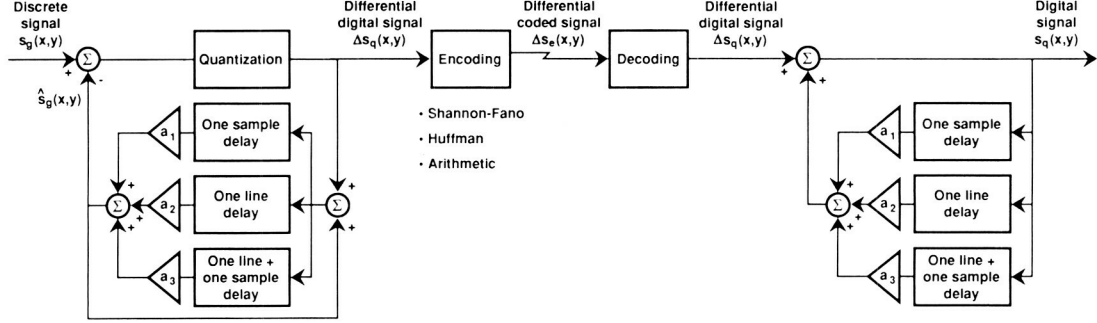 Discrete
signal
s_g(x,y)
Differential
digital signal
Δs_q(x,y)
Differential
coded signal
Δs_e(x,y)
Differential
digital signal
Δs_q(x,y)
Digital
signal
s_q(x,y)
+
Σ
-
Quantization
Encoding
Decoding
+
Σ
+
ŝ_g(x,y)
• Shannon-Fano
• Huffman
• Arithmetic
a₁
One sample
delay
+
Σ
+
+
a₂
One line
delay
+
Σ
+
a₃
One line +
one sample
delay
a₁
One sample
delay
+
Σ
+
+
a₂
One line
delay
a₃
One line +
one sample
delay